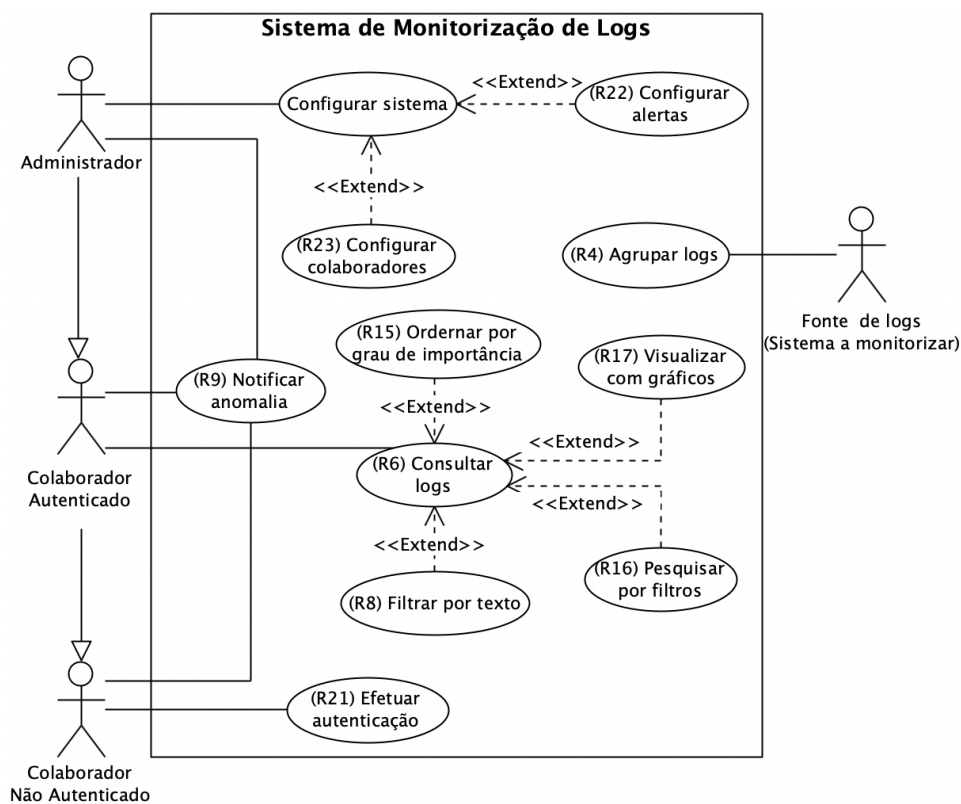 Sistema de Monitorização de Logs
Administrador
Configurar sistema
<<Extend>>
(R22) Configurar
alertas
<<Extend>>
(R23) Configurar
colaboradores
(R4) Agrupar logs
Fonte de logs
(Sistema a monitorizar)
(R15) Ordernar por
grau de importância
(R17) Visualizar
com gráficos
(R9) Notificar
anomalia
<<Extend>>
<<Extend>>
Colaborador
Autenticado
(R6) Consultar
logs
<<Extend>>
<<Extend>>
(R16) Pesquisar
por filtros
(R8) Filtrar por texto
(R21) Efetuar
autenticação
Colaborador
Não Autenticado